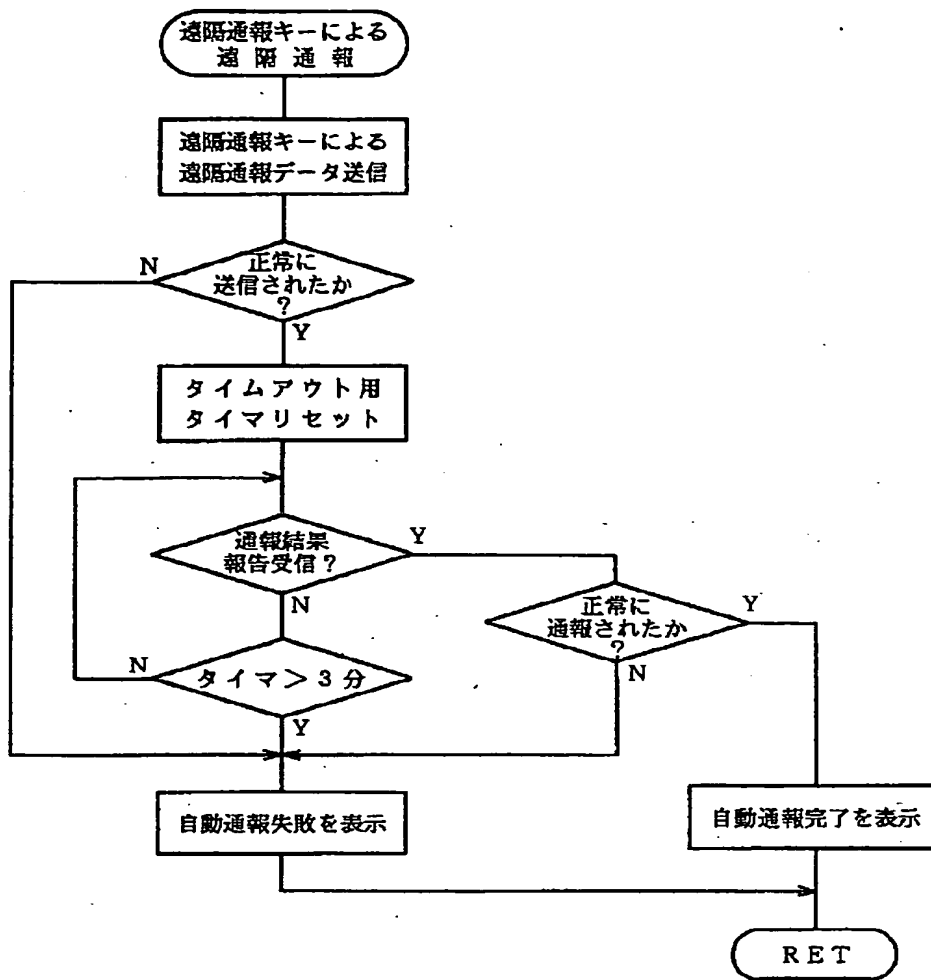 遠隔通報キーによる
遠隔通報
遠隔通報キーによる
遠隔通報データ送信
N
正常に
送信されたか
?
Y
タイムアウト用
タイマリセット
通報結果
報告受信?
Y
N
正常に
通報されたか
?
Y
N
N
タイマ>3分
Y
自動通報失敗を表示
自動通報完了を表示
RET